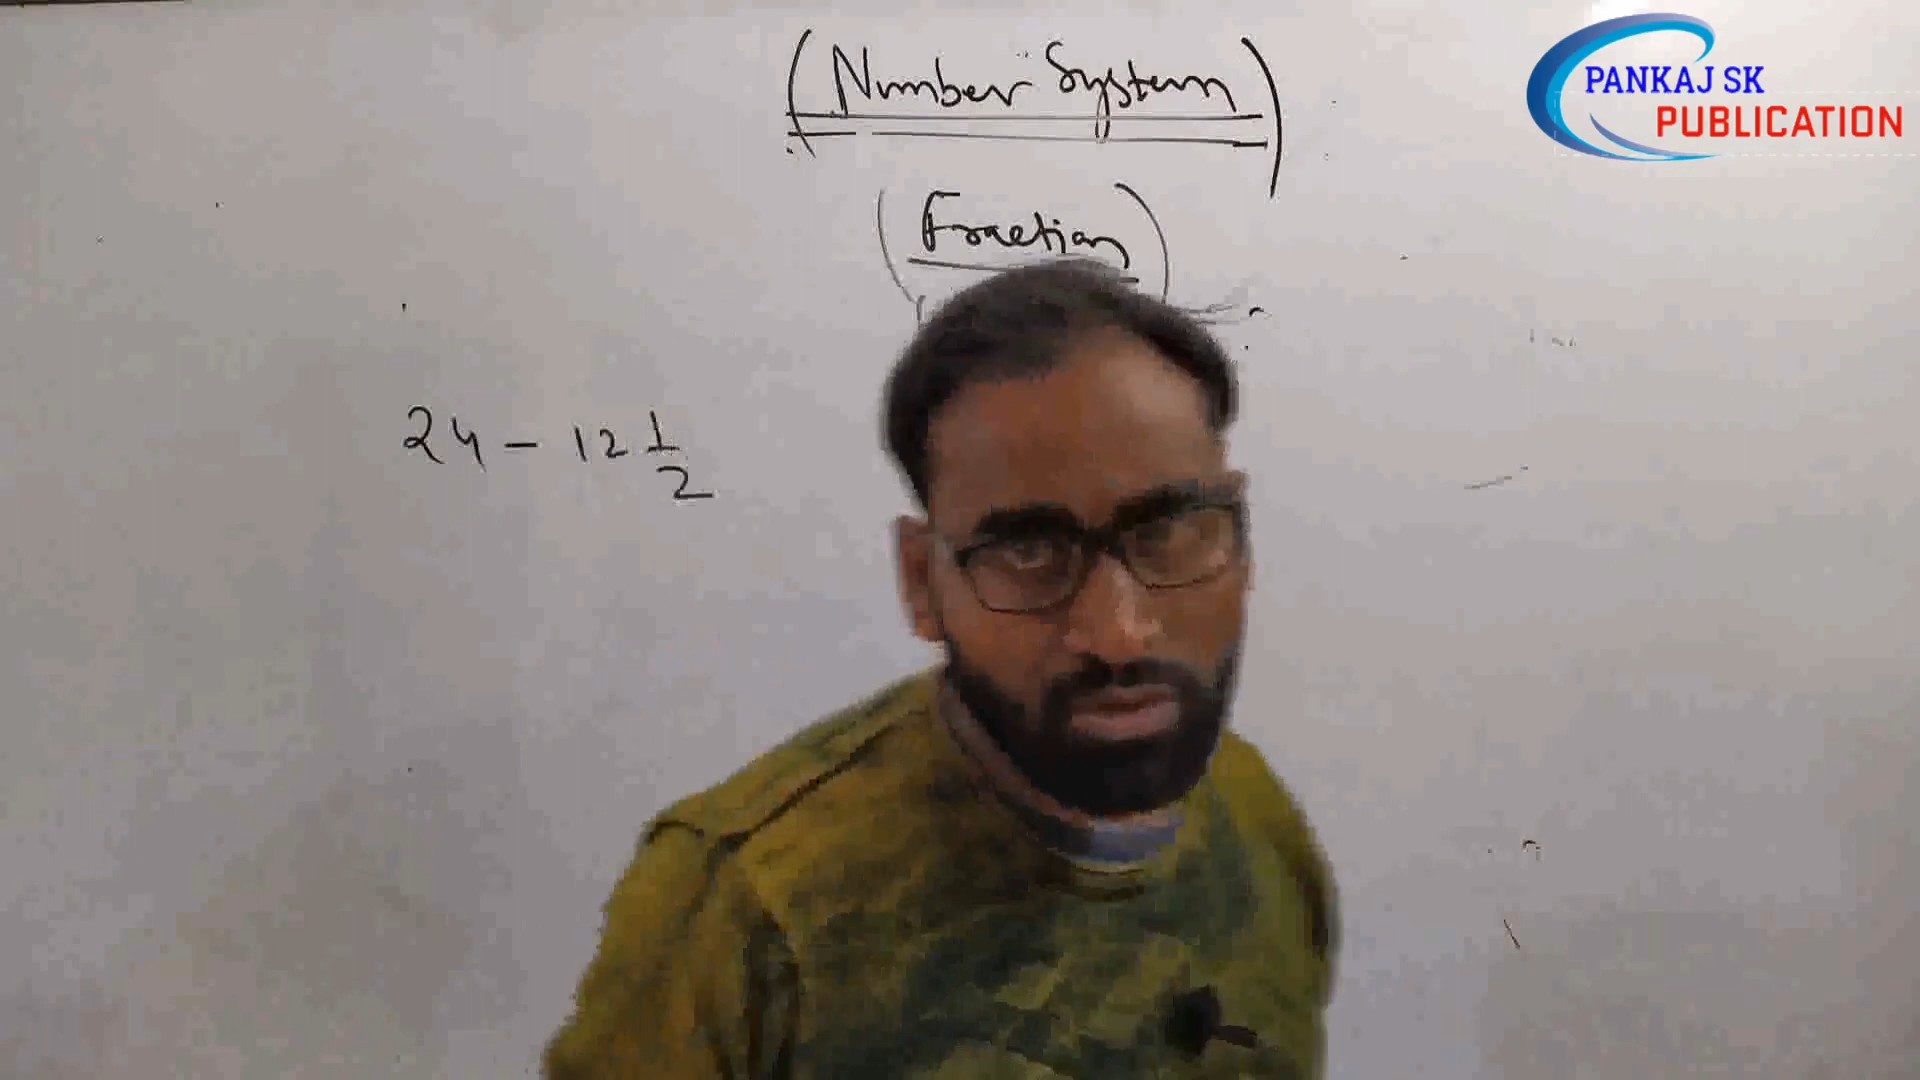 (Number System)
PANKAJ SK
PUBLICATION
(Fraction)
24 - 12 1/2